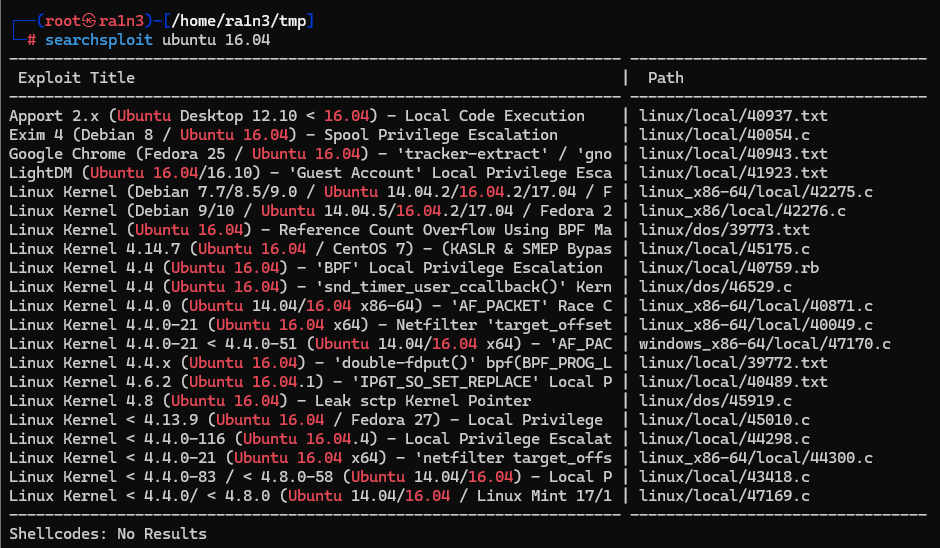 ┌──(root㉿ra1n3)-[/home/ra1n3/tmp]
└─# searchsploit ubuntu 16.04
Exploit Title | Path
Apport 2.x (Ubuntu Desktop 12.10 < 16.04) - Local Code Execution | linux/local/40937.txt
Exim 4 (Debian 8 / Ubuntu 16.04) - Spool Privilege Escalation | linux/local/40054.c
Google Chrome (Fedora 25 / Ubuntu 16.04) - 'tracker-extract' / 'gno | linux/local/40943.txt
LightDM (Ubuntu 16.04/16.10) - 'Guest Account' Local Privilege Esca | linux/local/41923.txt
Linux Kernel (Debian 7.7/8.5/9.0 / Ubuntu 14.04.2/16.04.2/17.04 / F | linux_x86-64/local/42275.c
Linux Kernel (Debian 9/10 / Ubuntu 14.04.5/16.04.2/17.04 / Fedora 2 | linux_x86/local/42276.c
Linux Kernel (Ubuntu 16.04) - Reference Count Overflow Using BPF Ma | linux/dos/39773.txt
Linux Kernel 4.14.7 (Ubuntu 16.04 / CentOS 7) - (KASLR & SMEP Bypas | linux/local/45175.c
Linux Kernel 4.4 (Ubuntu 16.04) - 'BPF' Local Privilege Escalation | linux/local/40759.rb
Linux Kernel 4.4 (Ubuntu 16.04) - 'snd_timer_user_ccallback()' Kern | linux/dos/46529.c
Linux Kernel 4.4.0 (Ubuntu 14.04/16.04 x86-64) - 'AF_PACKET' Race C | linux_x86-64/local/40871.c
Linux Kernel 4.4.0-21 (Ubuntu 16.04 x64) - Netfilter 'target_offset | linux_x86-64/local/40049.c
Linux Kernel 4.4.0-21 < 4.4.0-51 (Ubuntu 14.04/16.04 x64) - 'AF_PAC | windows_x86-64/local/47170.c
Linux Kernel 4.4.x (Ubuntu 16.04) - 'double-fdput()' bpf(BPF_PROG_L | linux/local/39772.txt
Linux Kernel 4.6.2 (Ubuntu 16.04.1) - 'IP6T_SO_SET_REPLACE' Local P | linux/local/40489.txt
Linux Kernel 4.8 (Ubuntu 16.04) - Leak sctp Kernel Pointer | linux/dos/45919.c
Linux Kernel < 4.13.9 (Ubuntu 16.04 / Fedora 27) - Local Privilege | linux/local/45010.c
Linux Kernel < 4.4.0-116 (Ubuntu 16.04.4) - Local Privilege Escalat | linux/local/44298.c
Linux Kernel < 4.4.0-21 (Ubuntu 16.04 x64) - 'netfilter target_offs | linux_x86-64/local/44300.c
Linux Kernel < 4.4.0-83 / < 4.8.0-58 (Ubuntu 14.04/16.04) - Local P | linux/local/43418.c
Linux Kernel < 4.4.0/ < 4.8.0 (Ubuntu 14.04/16.04 / Linux Mint 17/1 | linux/local/47169.c
Shellcodes: No Results